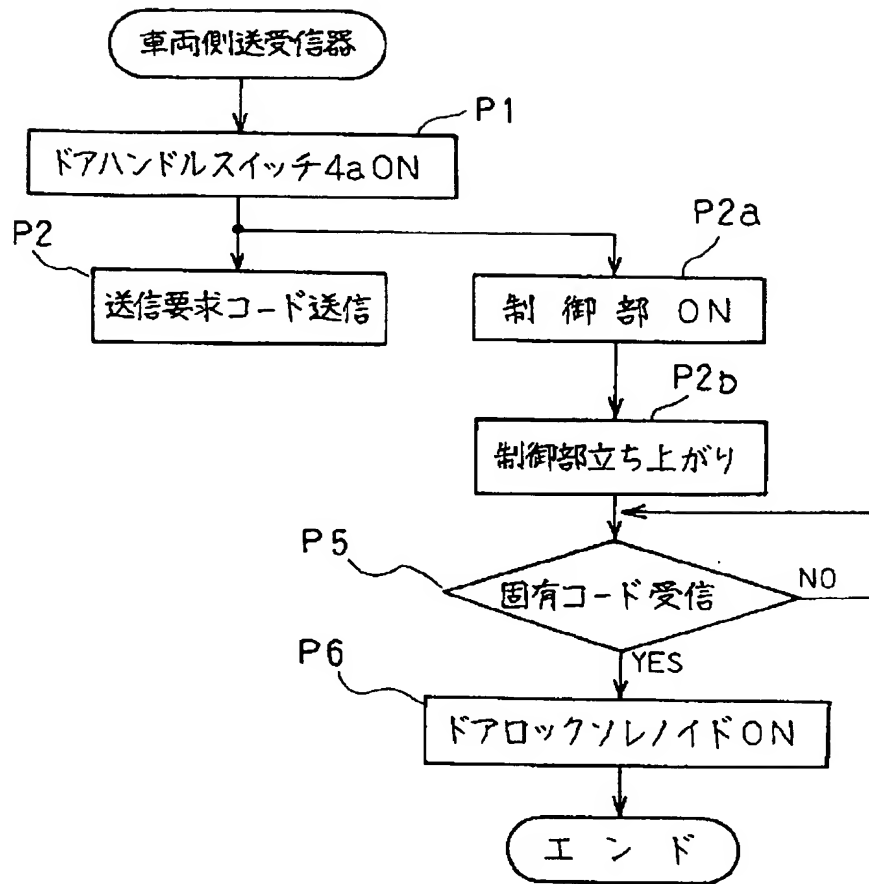 車両側送受信器
P1
ドアハンドルスイッチ4aON
P2
送信要求コード送信
P2a
制御部 ON
P2b
制御部立ち上がり
P5
固有コード受信
NO
YES
P6
ドアロックソレノイドON
エンド